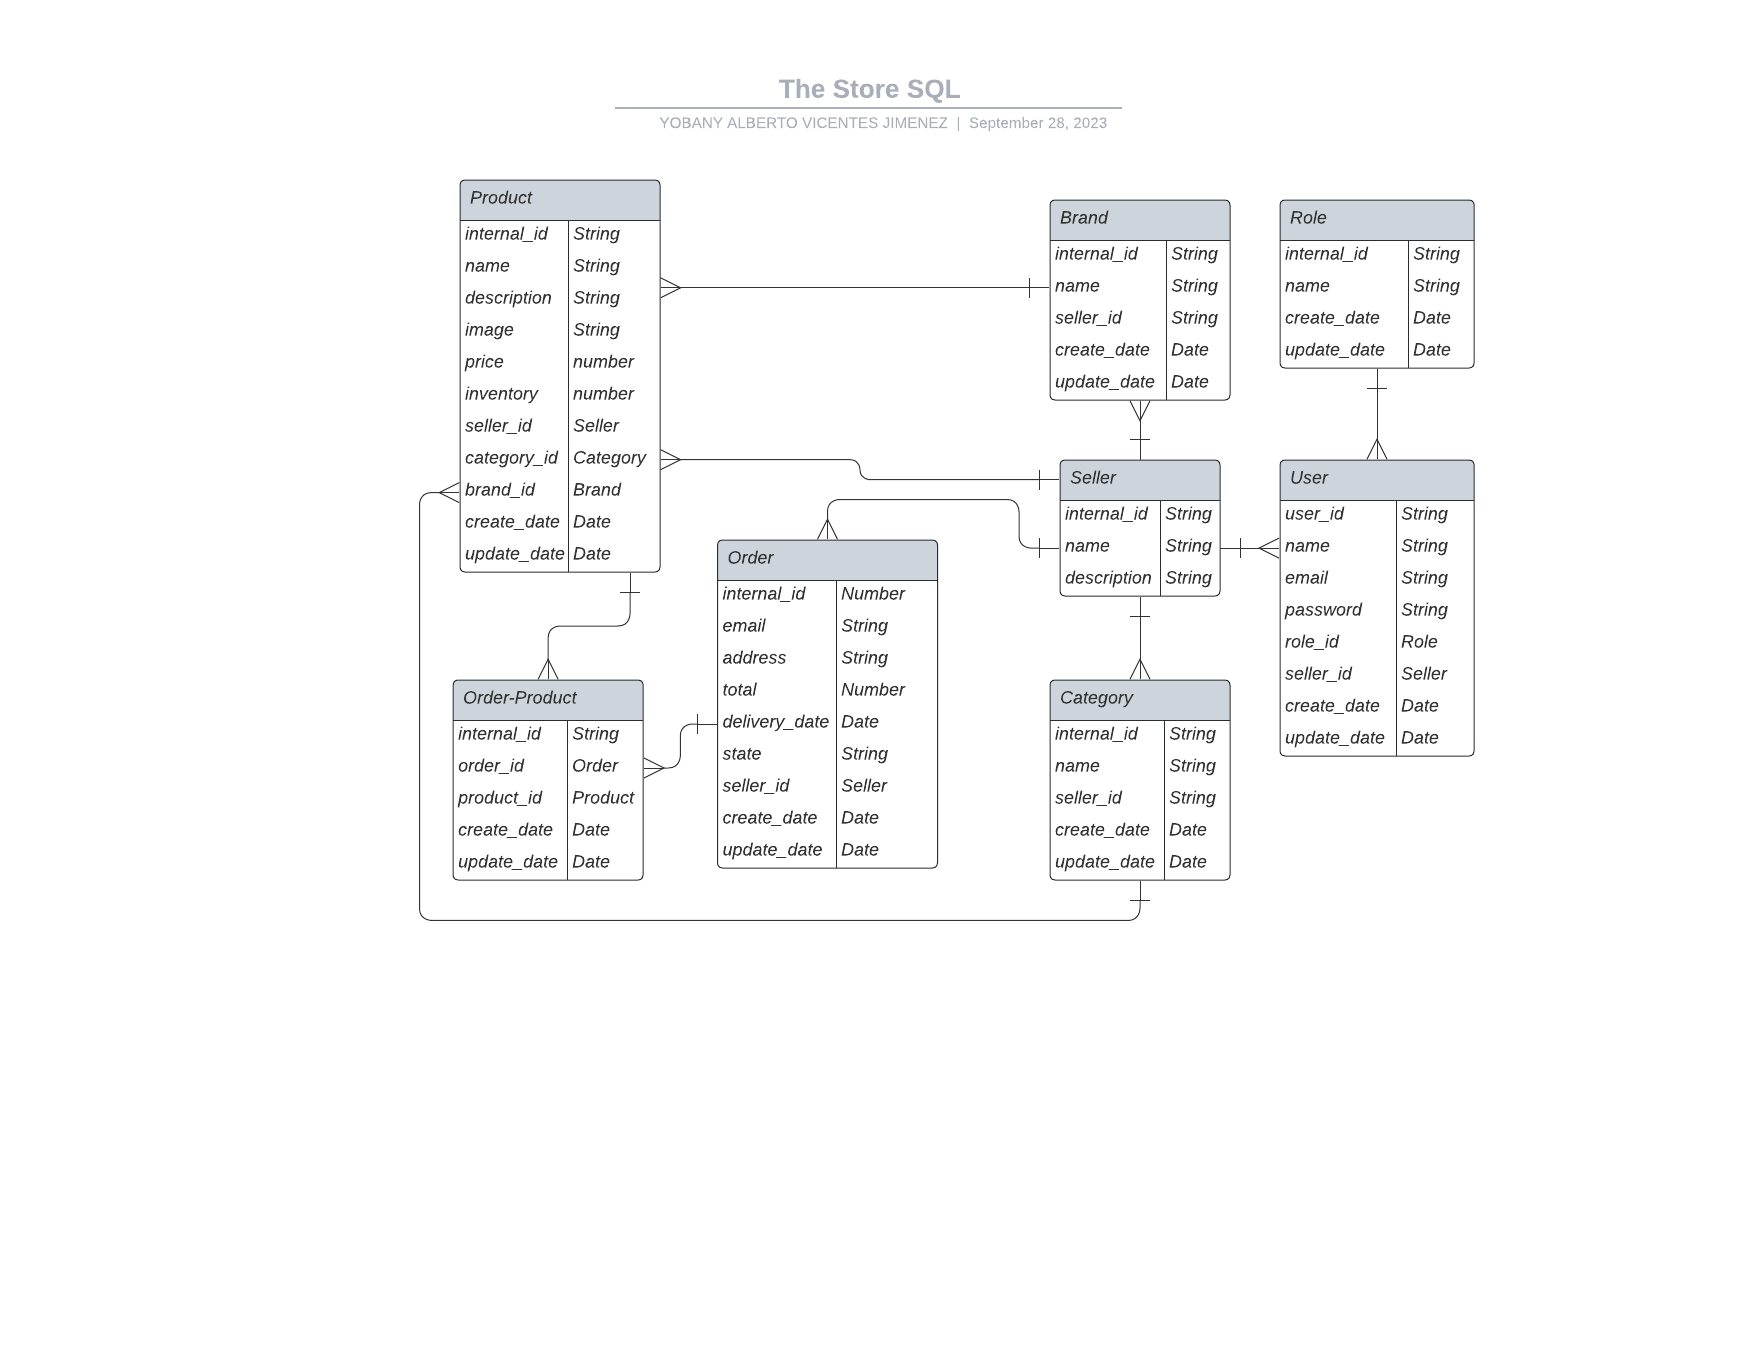 The Store SQL
YOBANY ALBERTO VICENTES JIMENEZ | September 28, 2023
Product
internal_id String
name String
description String
image String
price number
inventory number
seller_id Seller
category_id Category
brand_id Brand
create_date Date
update_date Date
Brand
internal_id String
name String
seller_id String
create_date Date
update_date Date
Role
internal_id String
name String
create_date Date
update_date Date
Seller
internal_id String
name String
description String
User
user_id String
name String
email String
password String
role_id Role
seller_id Seller
create_date Date
update_date Date
Order
internal_id Number
email String
address String
total Number
delivery_date Date
state String
seller_id Seller
create_date Date
update_date Date
Order-Product
internal_id String
order_id Order
product_id Product
create_date Date
update_date Date
Category
internal_id String
name String
seller_id String
create_date Date
update_date Date